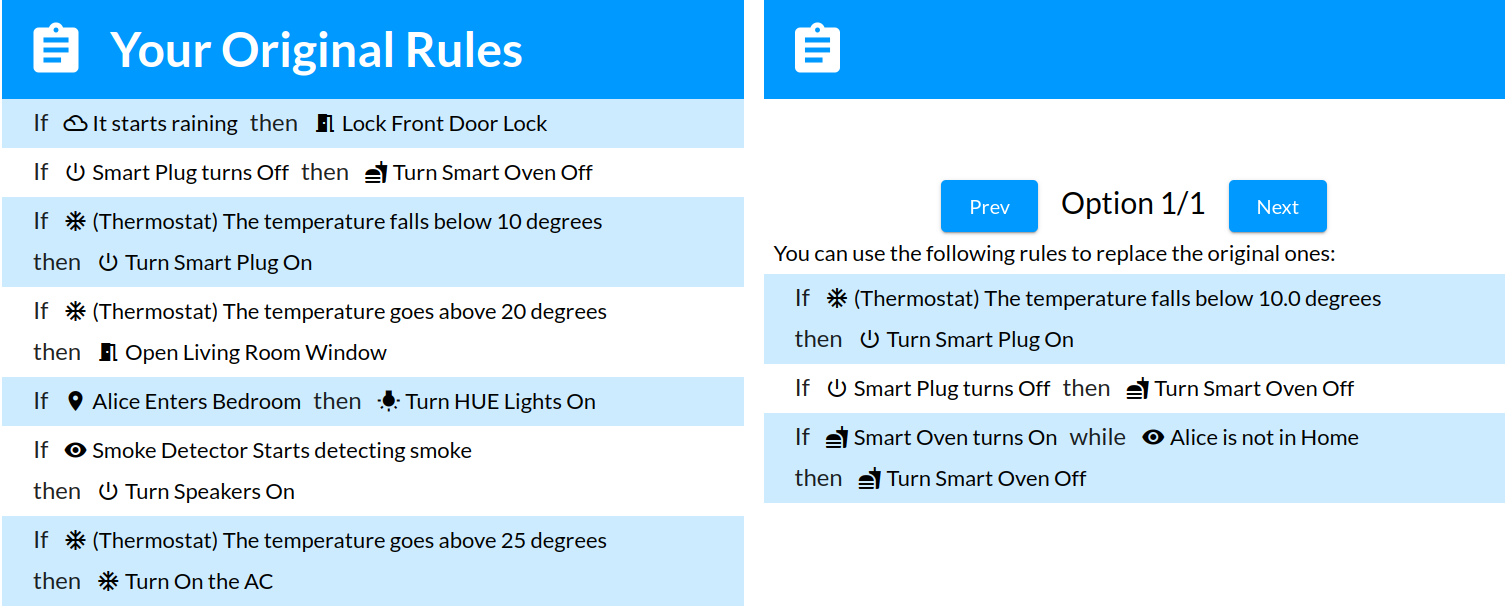 Your Original Rules
If It starts raining then Lock Front Door Lock
If Smart Plug turns Off then Turn Smart Oven Off
If (Thermostat) The temperature falls below 10 degrees
then Turn Smart Plug On
If (Thermostat) The temperature goes above 20 degrees
then Open Living Room Window
If Alice Enters Bedroom then Turn HUE Lights On
If Smoke Detector Starts detecting smoke
then Turn Speakers On
If (Thermostat) The temperature goes above 25 degrees
then Turn On the AC
Prev Option 1/1 Next
You can use the following rules to replace the original ones:
If (Thermostat) The temperature falls below 10.0 degrees
then Turn Smart Plug On
If Smart Plug turns Off then Turn Smart Oven Off
If Smart Oven turns On while Alice is not in Home
then Turn Smart Oven Off